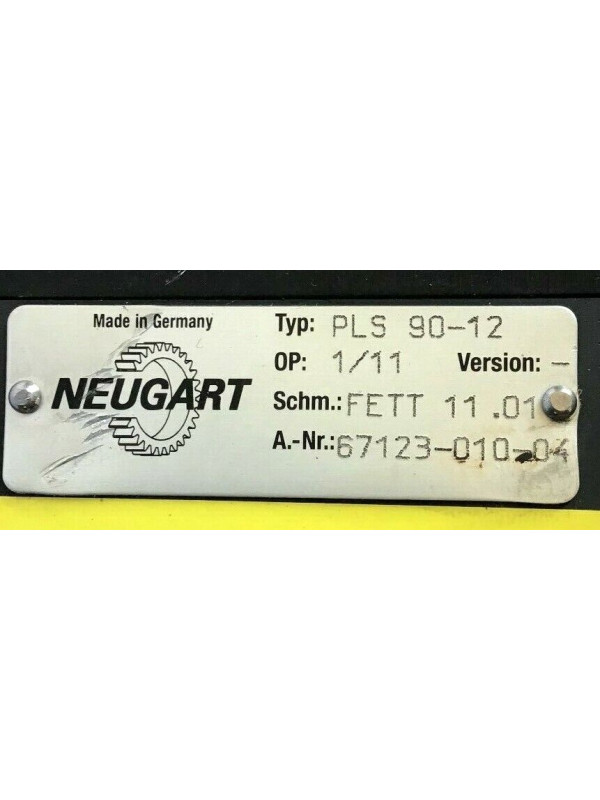 Made in Germany
NEUGART
Typ: PLS 90-12
OP: 1/11 Version: -
Schm.: FETT 11.01
A.-Nr.: 67123-010-04